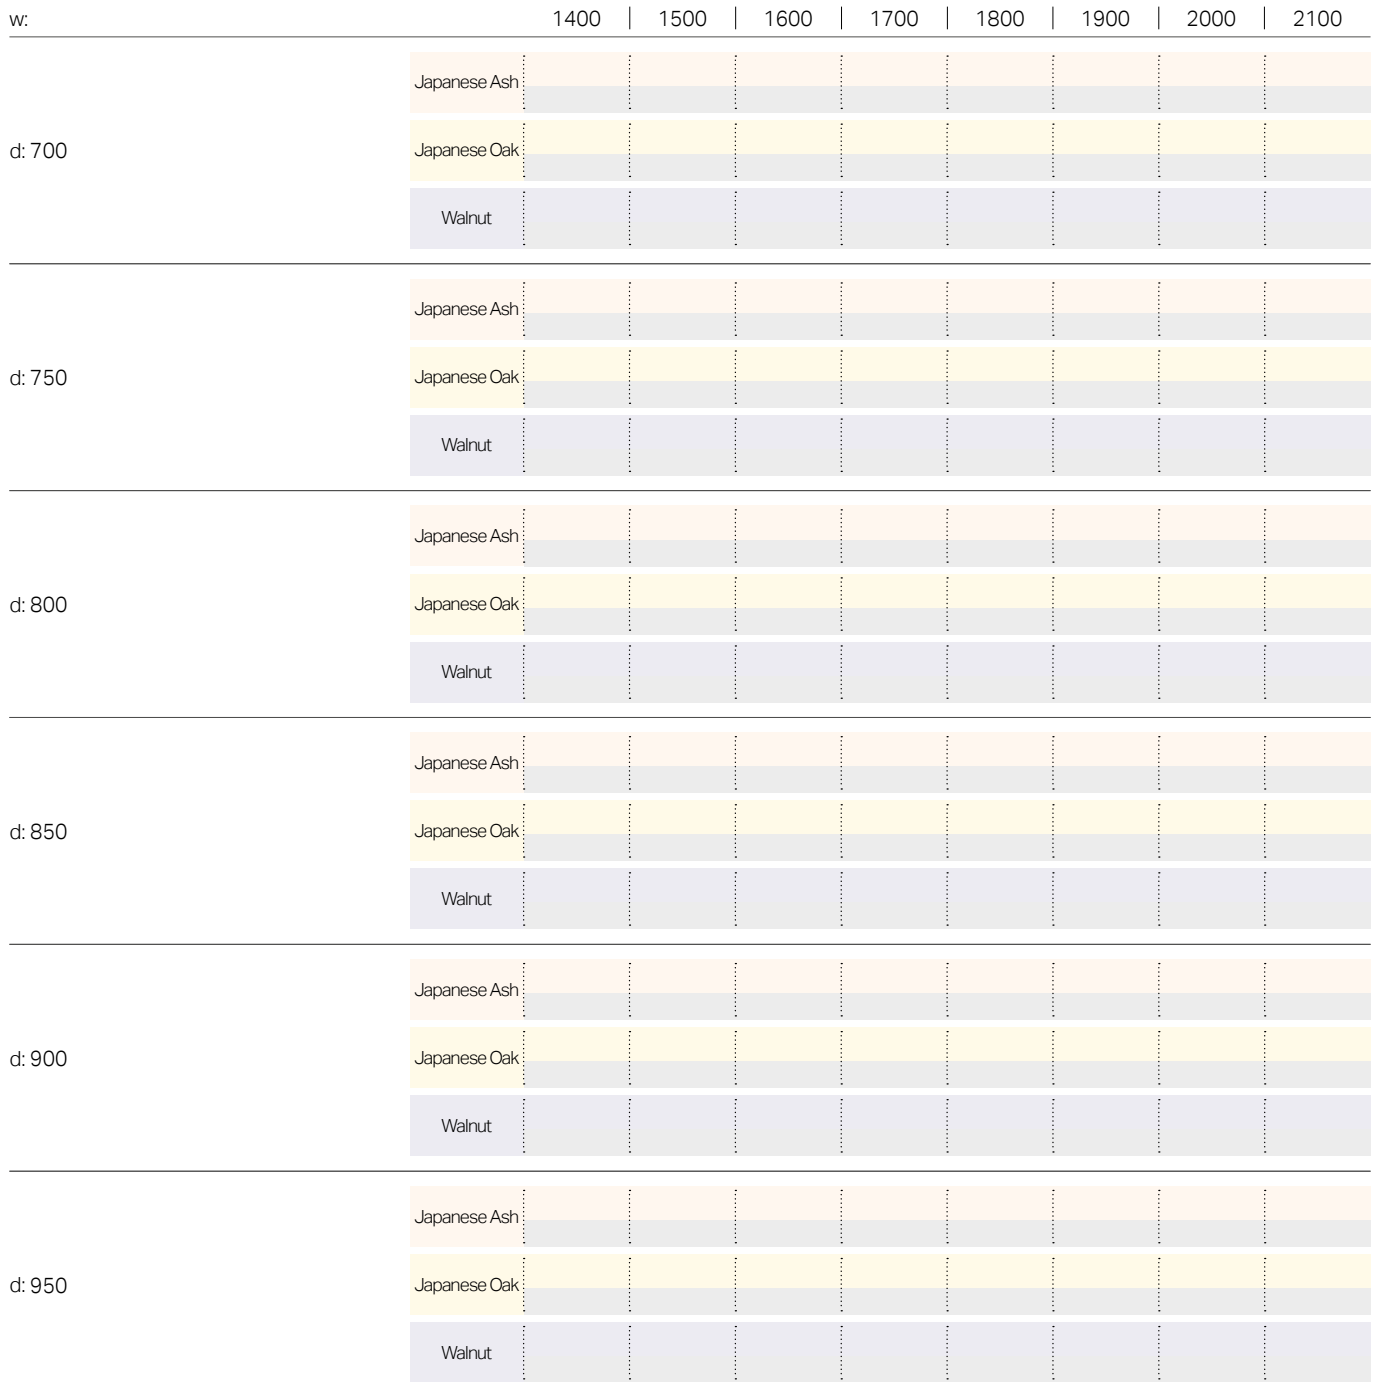 w: 1400 | 1500 | 1600 | 1700 | 1800 | 1900 | 2000 | 2100
Japanese Ash
d: 700 Japanese Oak
Walnut
Japanese Ash
d: 750 Japanese Oak
Walnut
Japanese Ash
d: 800 Japanese Oak
Walnut
Japanese Ash
d: 850 Japanese Oak
Walnut
Japanese Ash
d: 900 Japanese Oak
Walnut
Japanese Ash
d: 950 Japanese Oak
Walnut